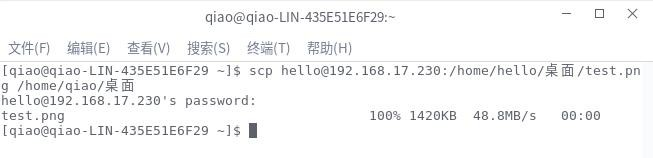 qiao@qiao-LIN-435E51E6F29:~
文件(F) 编辑(E) 查看(V) 搜索(S) 终端(T) 帮助(H)
[qiao@qiao-LIN-435E51E6F29 ~]$ scp hello@192.168.17.230:/home/hello/桌面/test.pn
g /home/qiao/桌面
hello@192.168.17.230's password:
test.png 100% 1420KB 48.8MB/s 00:00
[qiao@qiao-LIN-435E51E6F29 ~]$